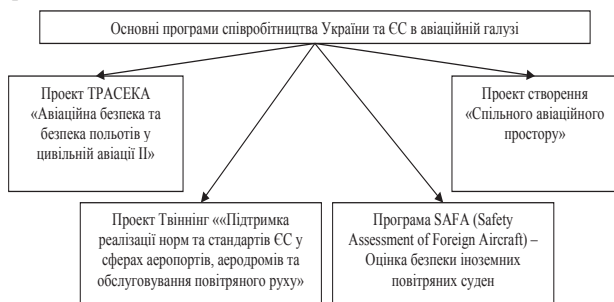 Основні програми співробітництва України та ЄС в авіаційній галузі
Проект ТРАСЕКА
«Авіаційна безпека та
безпека польотів у
цивільній авіації ІІ»
Проект створення
«Спільного авіаційного
простору»
Проект Твіннінг ««Підтримка
реалізації норм та стандартів ЄС у
сферах аеропортів, аеродромів та
обслуговування повітряного руху»
Програма SAFA (Safety
Assessment of Foreign Aircraft) –
Оцінка безпеки іноземних
повітряних суден